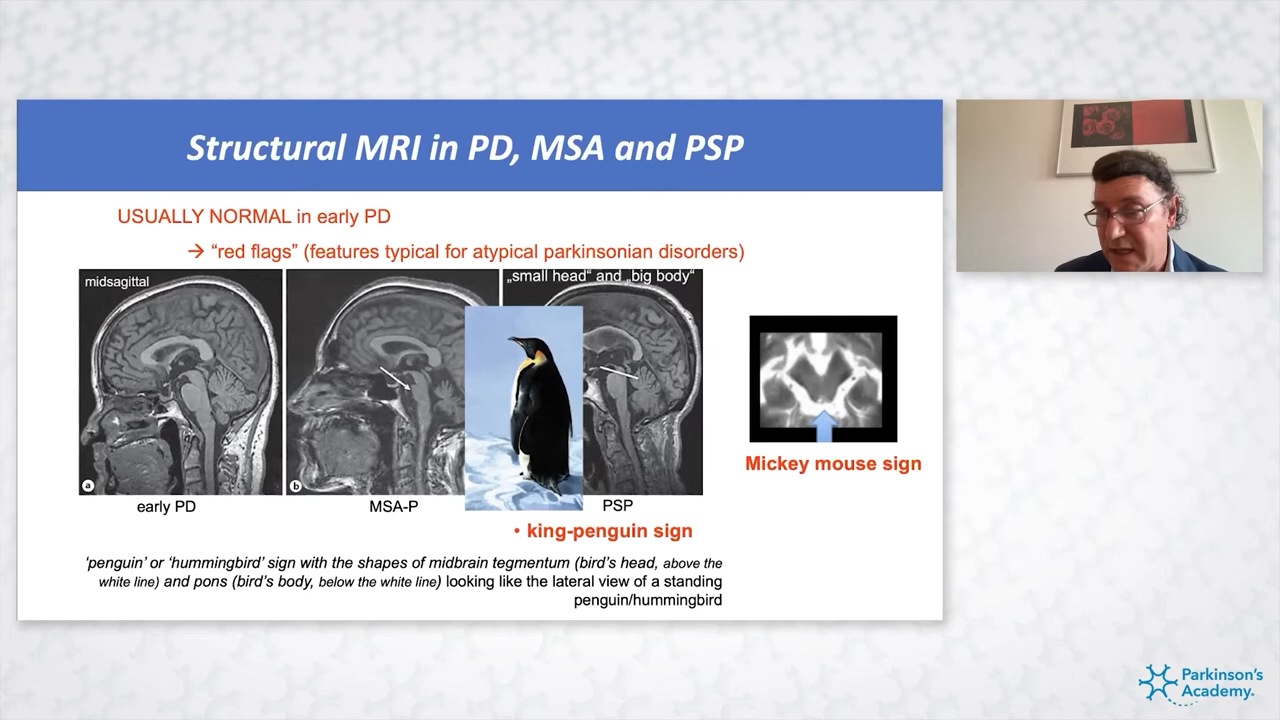 Structural MRI in PD, MSA and PSP
USUALLY NORMAL in early PD
→ “red flags” (features typical for atypical parkinsonian disorders)
midsagittal
„small head“ and „big body“
a
b
early PD
MSA-P
PSP
Mickey mouse sign
• king-penguin sign
‘penguin’ or ‘hummingbird’ sign with the shapes of midbrain tegmentum (bird’s head, above the
white line) and pons (bird’s body, below the white line) looking like the lateral view of a standing
penguin/hummingbird
Parkinson’s
Academy.